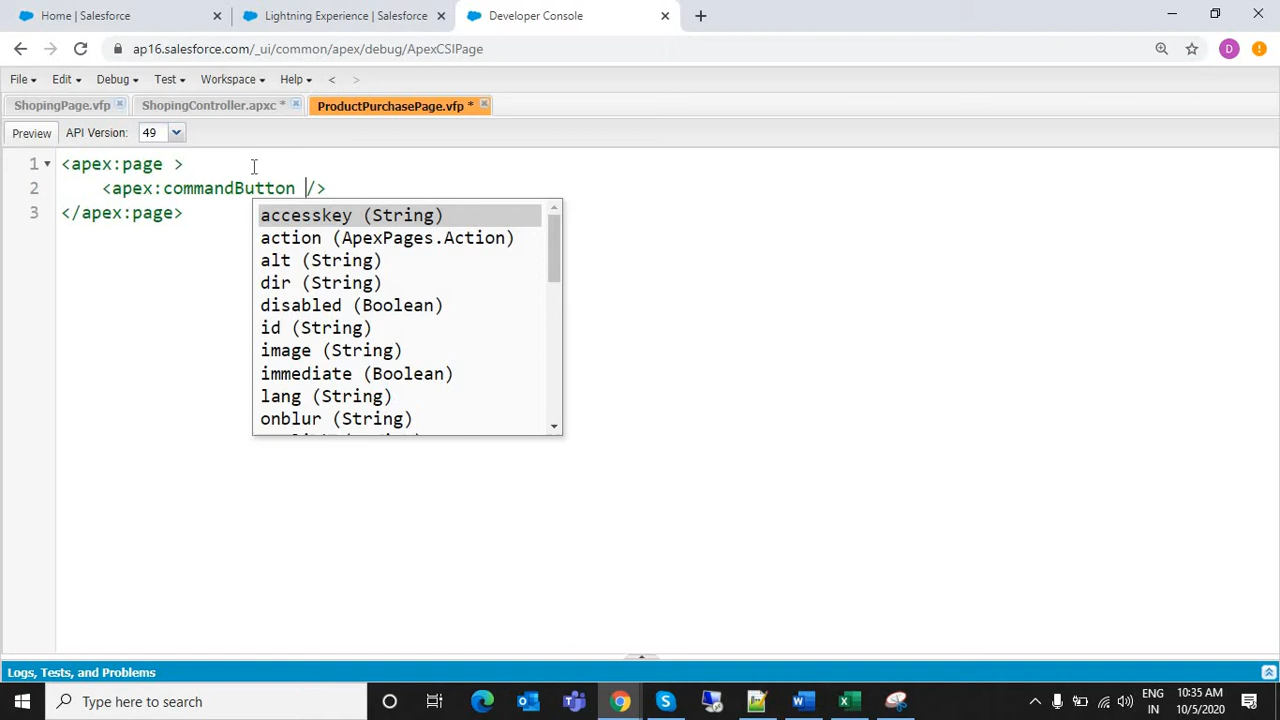 Home | Salesforce
Lightning Experience | Salesforce
Developer Console
ap16.salesforce.com/_ui/common/apex/debug/ApexCSIPage
D
File Edit Debug Test Workspace Help < >
ShopingPage.vfp
ShopingController.apxc *
ProductPurchasePage.vfp *
Preview API Version: 49
1 <apex:page >
2 <apex:commandButton />
3 </apex:page>
accesskey (String)
action (ApexPages.Action)
alt (String)
dir (String)
disabled (Boolean)
id (String)
image (String)
immediate (Boolean)
lang (String)
onblur (String)
Logs, Tests, and Problems
Type here to search
ENG
IN
10:35 AM
10/5/2020